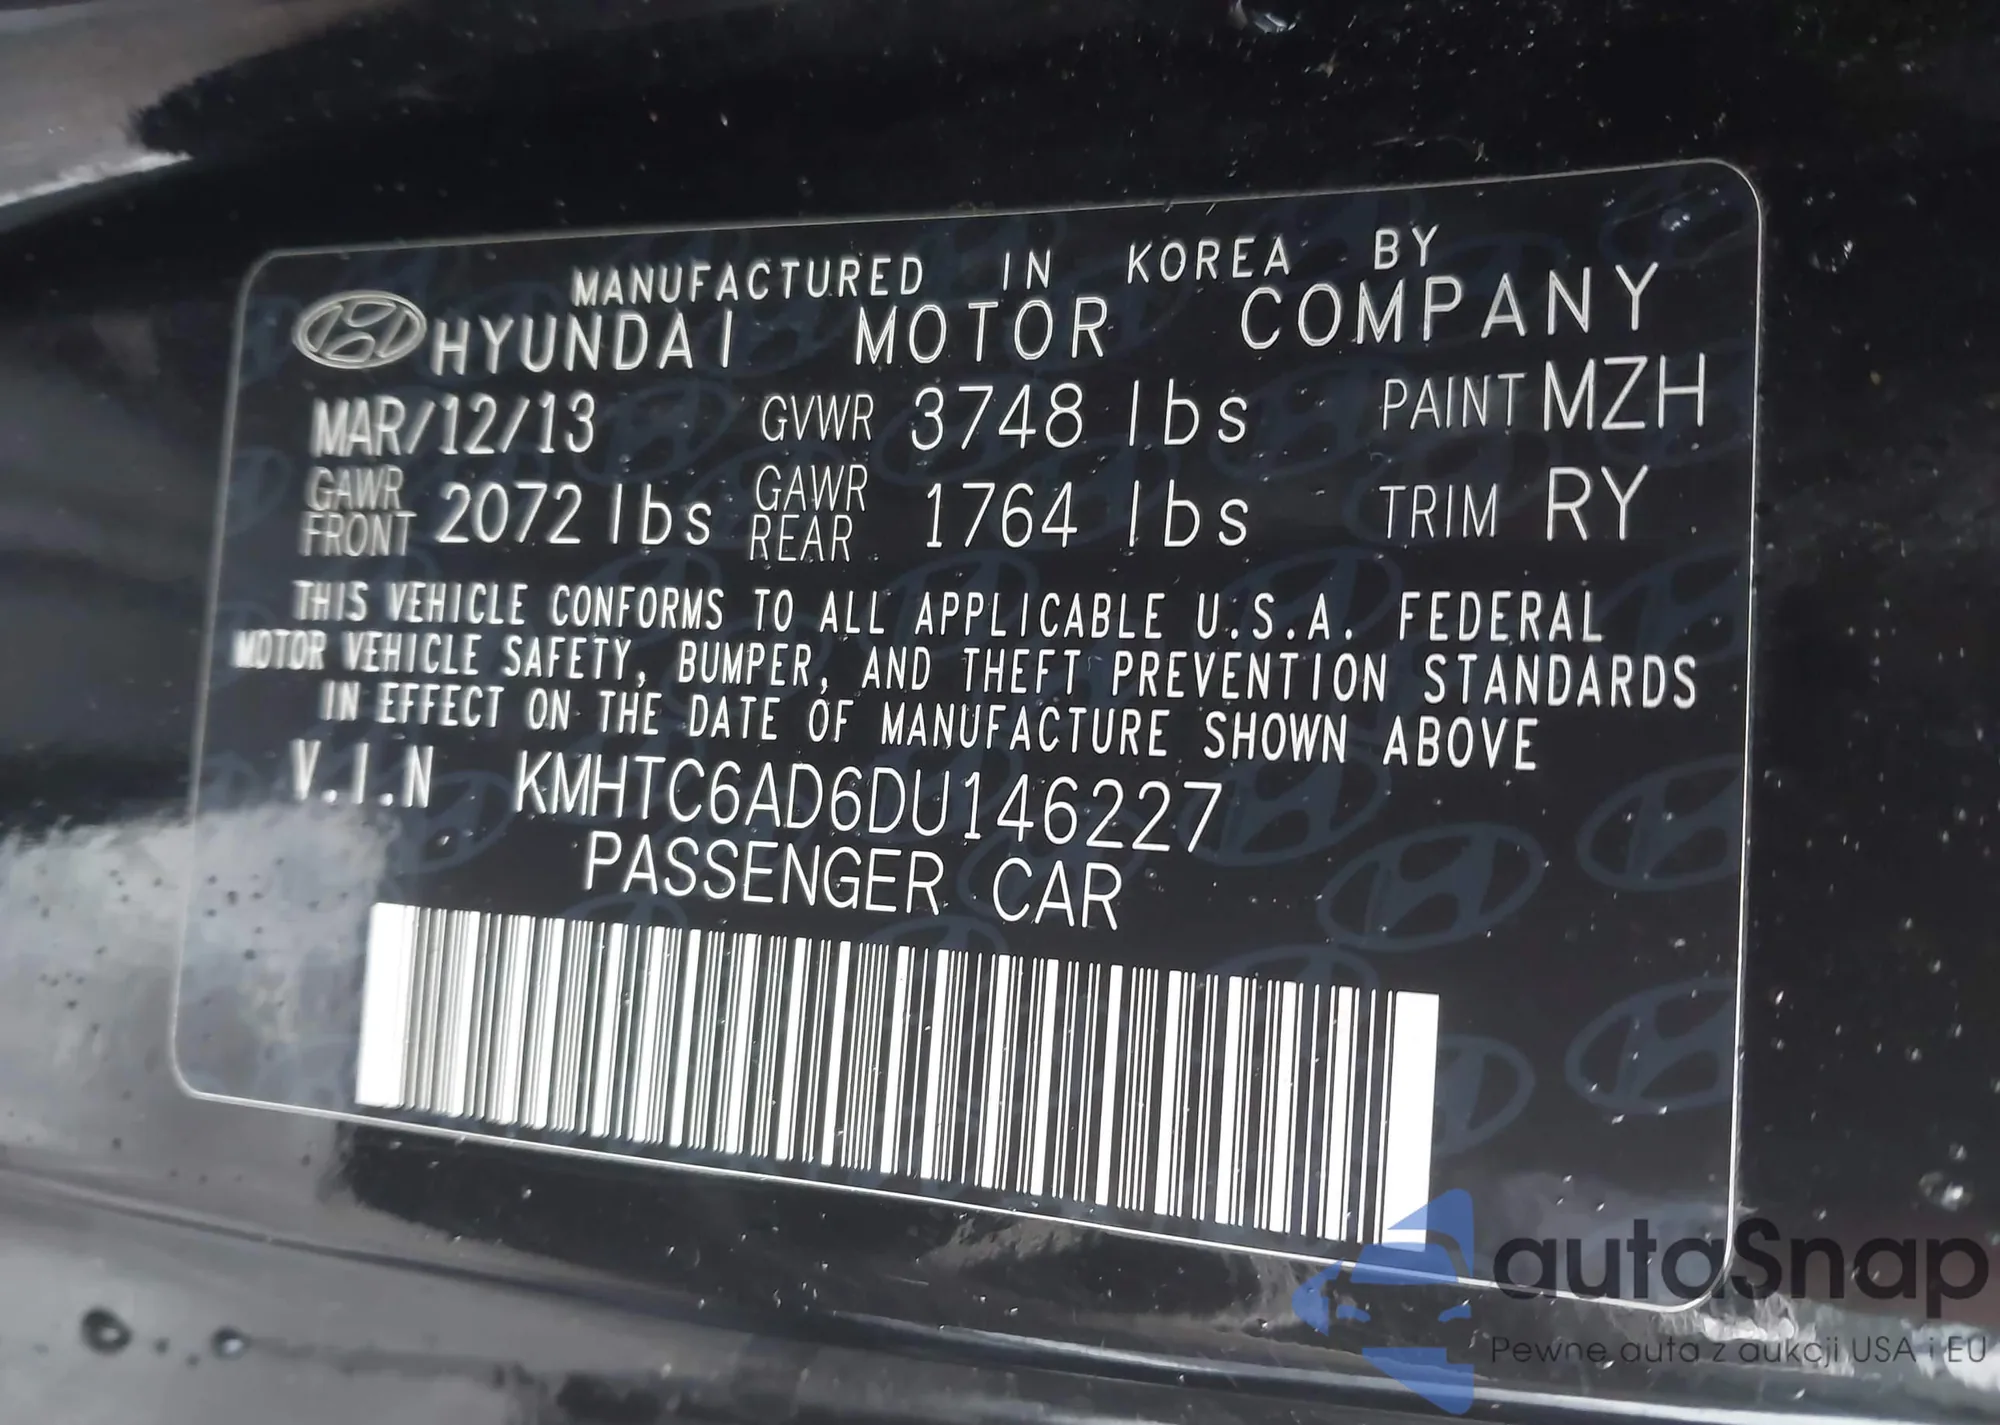 MANUFACTURED IN KOREA BY
HYUNDAI MOTOR COMPANY
MAR/12/13 GVWR 3748 lbs PAINT MZH
GAWR FRONT 2072 lbs GAWR REAR 1764 lbs TRIM RY
THIS VEHICLE CONFORMS TO ALL APPLICABLE U.S.A. FEDERAL
MOTOR VEHICLE SAFETY, BUMPER, AND THEFT PREVENTION STANDARDS
IN EFFECT ON THE DATE OF MANUFACTURE SHOWN ABOVE
V.I.N KMHTC6AD6DU146227
PASSENGER CAR
autoSnap
Pewne auta z aukcji USA i EU